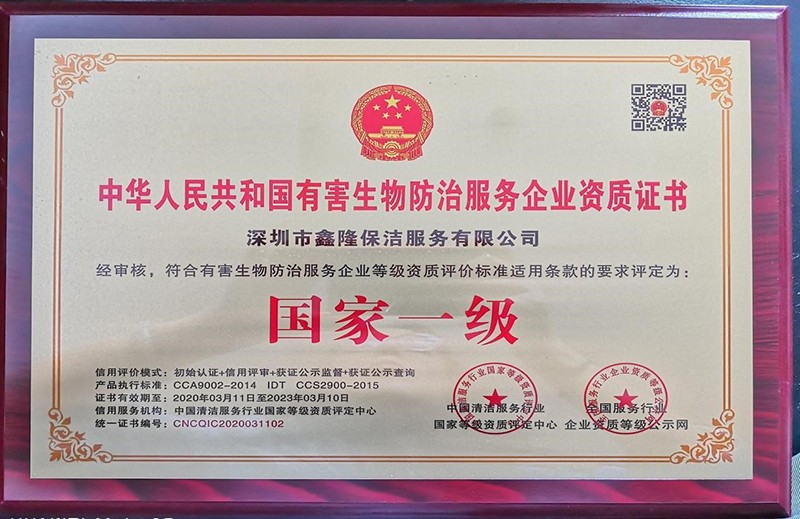 中华人民共和国有害生物防治服务企业资质证书
深圳市鑫隆保洁服务有限公司
经审核，符合有害生物防治服务企业等级资质评价标准适用条款的要求评定为：
国家一级
信用评价模式：初始认证+信用评审+获证公示监督+获证公示查询
产品执行标准：CCA9002-2014 IDT CCS2900-2015
证书有效期至：2020年03月11日至2023年03月10日
信用服务机构：中国清洁服务行业国家等级资质评定中心
统一证书编号：CNCQIC2020031102
中国清洁服务行业
国家等级资质评定中心
全国服务行业
企业资质等级公示网